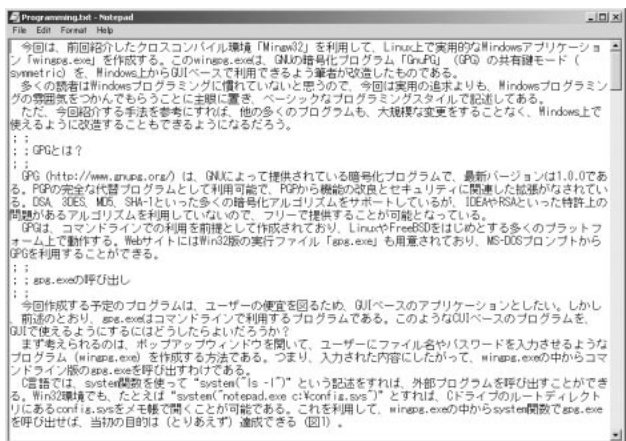 Programming.txt - Notepad
File Edit Format Help
今回は、前回紹介したクロスコンパイル環境「Mingw32」を利用して、Linux上で実用的なWindowsアプリケーショ
ン「wingpg.exe」を作成する。このwingpg.exeは、GNUの暗号化プログラム「GnuPG」（GPG）の共有鍵モード（
symmetric）を、Windows上からGUIベースで利用できるよう筆者が改造したものである。
多くの読者はWindowsプログラミングに慣れていないと思うので、今回は実用の追求よりも、Windowsプログラミン
グの雰囲気をつかんでもらうことに主眼に置き、ベーシックなプログラミングスタイルで記述してある。
ただ、今回紹介する手法を参考にすれば、他の多くのプログラムも、大規模な変更をすることなく、Windows上で
使えるように改造することもできるようになるだろう。
; ;
; ; GPGとは？
; ;
GPG (http://www.gnupg.org/) は、GNUによって提供されている暗号化プログラムで、最新バージョンは1.0.0であ
る。PGPの完全な代替プログラムとして利用可能で、PGPから機能の改良とセキュリティに関連した拡張がなされてい
る。DSA、3DES、MD5、SHA-1といった多くの暗号化アルゴリズムをサポートしているが、IDEAやRSAといった特許上の
問題があるアルゴリズムを利用していないので、フリーで提供することが可能となっている。
GPGは、コマンドラインでの利用を前提として作成されており、LinuxやFreeBSDをはじめとする多くのプラットフ
ォーム上で動作する。WebサイトにはWin32版の実行ファイル「gpg.exe」も用意されており、MS-DOSプロンプトから
GPGを利用することができる。
; ;
; ; gpg.exeの呼び出し
; ;
今回作成する予定のプログラムは、ユーザーの便宜を図るため、GUIベースのアプリケーションとしたい。しかし
前述のとおり、gpg.exeはコマンドラインで利用するプログラムである。このようなCUIベースのプログラムを、
GUIで使えるようにするにはどうしたらよいだろうか？
まず考えられるのは、ポップアップウィンドウを開いて、ユーザーにファイル名やパスワードを入力させるような
プログラム（wingpg.exe）を作成する方法である。つまり、入力された内容にしたがって、wingpg.exeの中からコマ
ンドライン版のgpg.exeを呼び出すわけである。
C言語では、system関数を使って "system("ls -l")" という記述をすれば、外部プログラムを呼び出すことができ
る。Win32環境でも、たとえば "system("notepad.exe c:¥config.sys")" とすれば、Cドライブのルートディレクト
リにあるconfig.sysをメモ帳で開くことが可能である。これを利用して、wingpg.exeの中からsystem関数でgpg.exe
を呼び出せば、当初の目的は（とりあえず）達成できる（図1）。